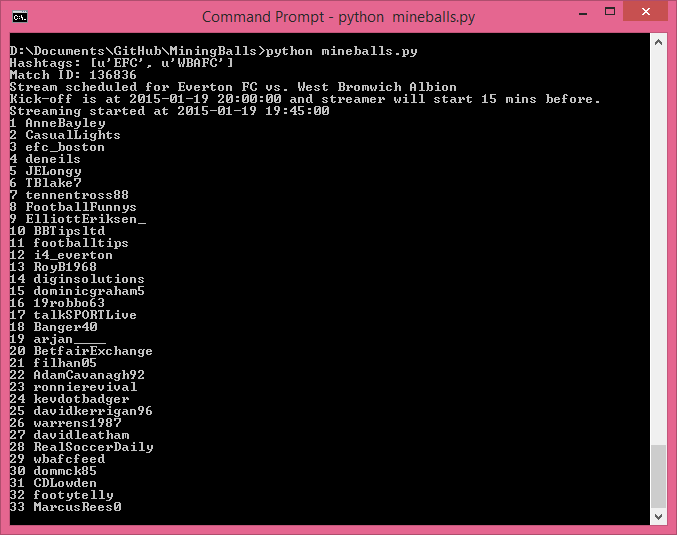 Command Prompt - python  mineballs.py
D:\Documents\GitHub\MiningBalls>python mineballs.py
Hashtags: [u'EFC', u'WBAFC']
Match ID: 136836
Stream scheduled for Everton FC vs. West Bromwich Albion
Kick-off is at 2015-01-19 20:00:00 and streamer will start 15 mins before.
Streaming started at 2015-01-19 19:45:00
1 AnneBayley
2 CasualLights
3 efc_boston
4 deneils
5 JELongy
6 TBlake7
7 tennentross88
8 FootballFunnys
9 ElliottEriksen_
10 BBTipsltd
11 footballtips
12 i4_everton
13 RoyB1968
14 diginsolutions
15 dominicgraham5
16 19robbo63
17 talkSPORTLive
18 Banger40
19 arjan____
20 BetfairExchange
21 filhan05
22 AdamCavanagh92
23 ronnierevival
24 kevdotbadger
25 davidkerrigan96
26 warrens1987
27 davidleatham
28 RealSoccerDaily
29 wbafcfeed
30 dommck85
31 CDLowden
32 footytelly
33 MarcusRees0